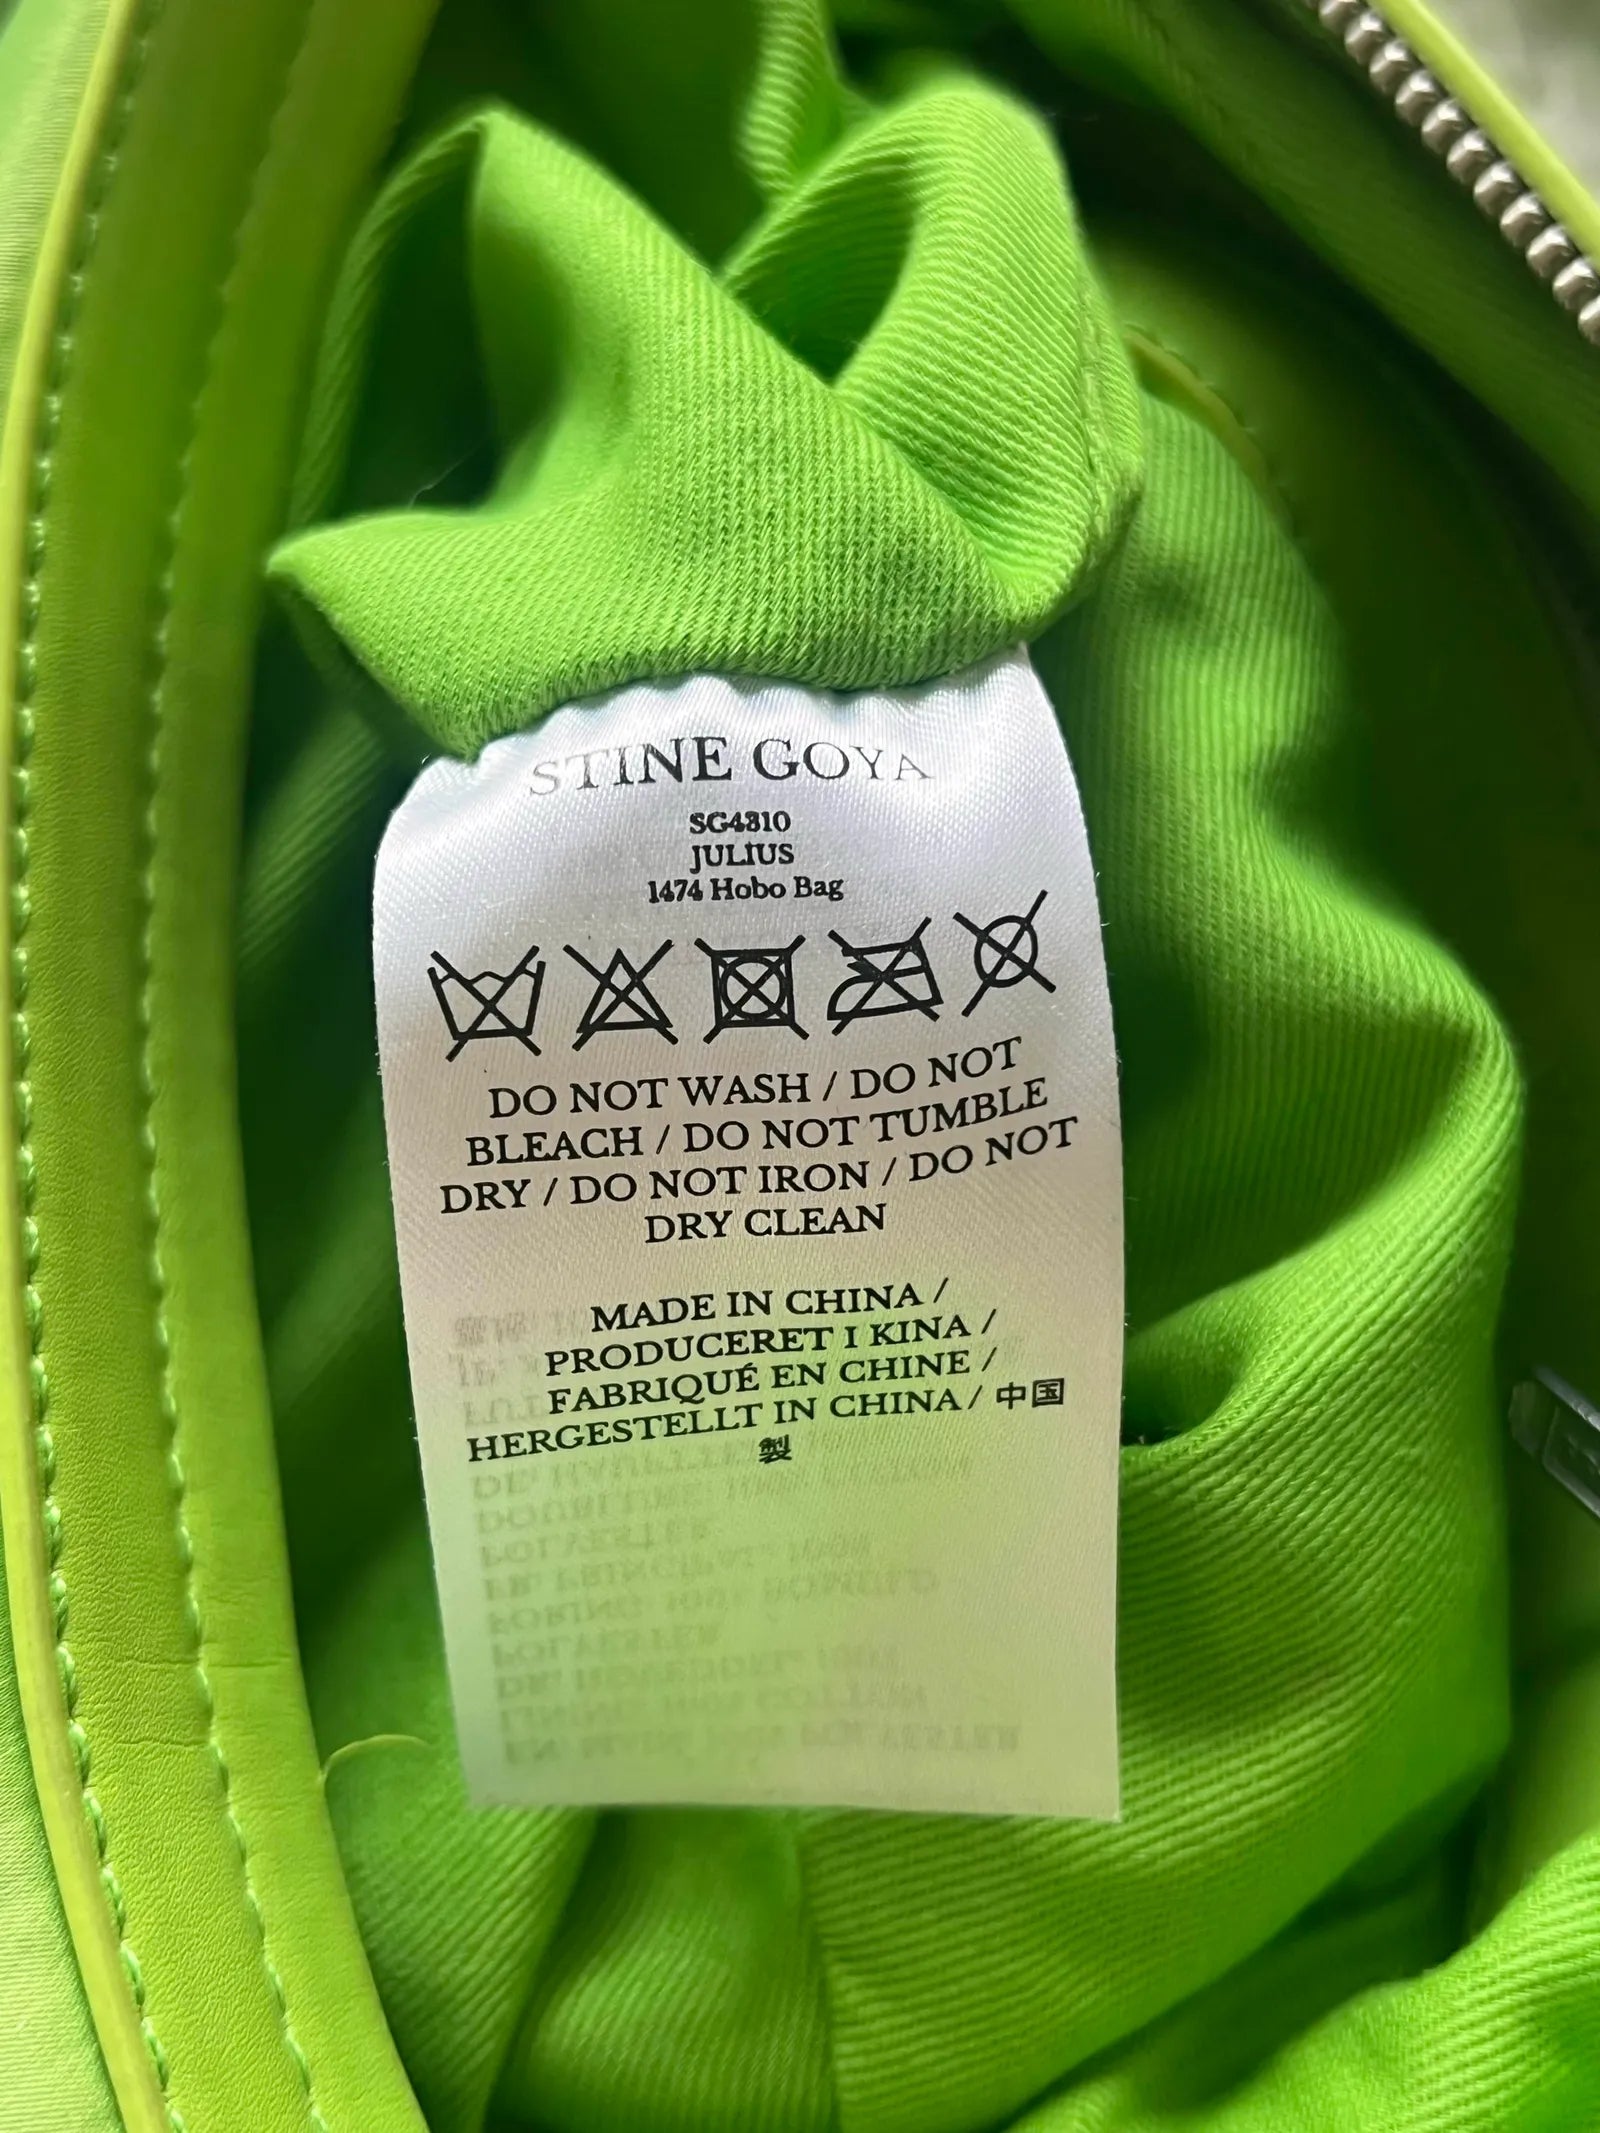 STINE GOYA
SG4310
JULIUS
1474 Hobo Bag
DO NOT WASH / DO NOT
BLEACH / DO NOT TUMBLE
DRY / DO NOT IRON / DO NOT
DRY CLEAN
MADE IN CHINA /
PRODUCERET I KINA /
FABRIQUÉ EN CHINE /
HERGESTELLT IN CHINA / 中国
製